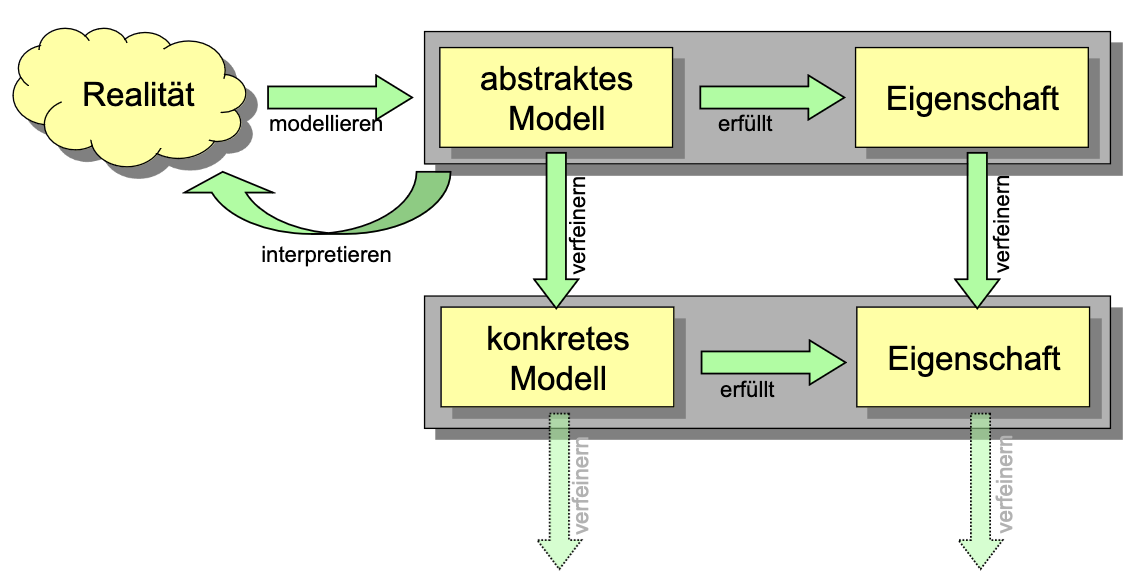 Realität
modellieren
abstraktes
Modell
erfüllt
Eigenschaft
interpretieren
verfeinern
verfeinern
konkretes
Modell
erfüllt
Eigenschaft
verfeinern
verfeinern